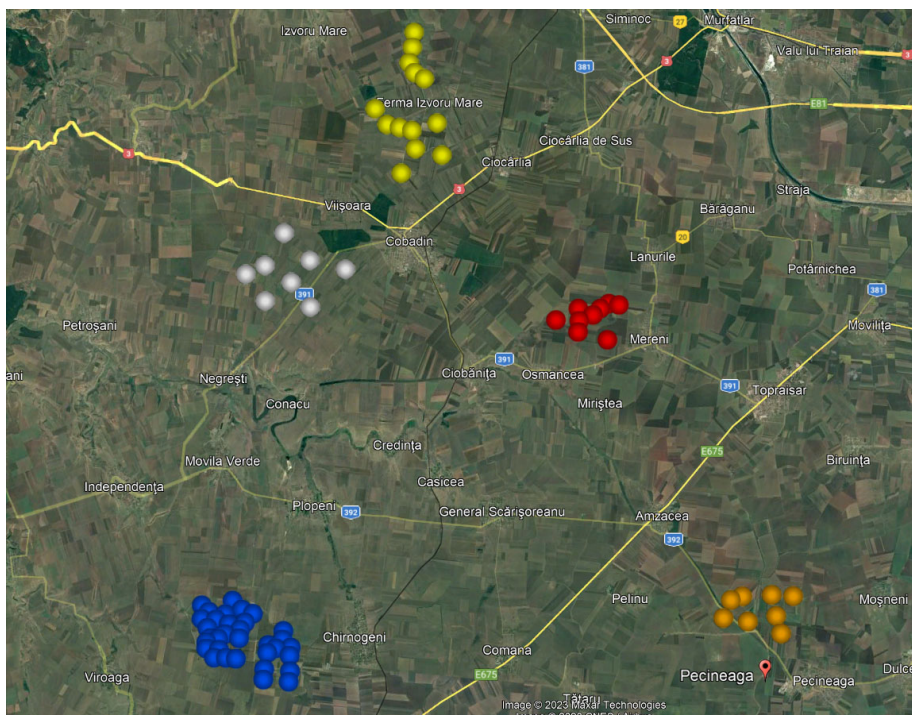 Izvoru Mare
Siminoc
27
Murfatlar
Valu lui Traian
3
381
3
Ferma Izvoru Mare
E81
3
Ciocârlia de Sus
Ciocârlia
3
Straja
Viișoara
Bărăganu
20
Cobadin
Lanurile
Potârnichea
391
381
Petroșani
Movilița
Mereni
ani
Negrești
Ciobănița
391
Osmancea
391
Topraisar
Conacu
Miriștea
Credința
E675
Movila Verde
Biruința
Independența
Casicea
Plopeni
392
General Scărișoreanu
Amzacea
392
Pelinu
Moșneni
Chirnogeni
Comana
Viroaga
E675
Pecineaga
Pecineaga
Dulce
Tătaru
Image © 2023 Maxar Technologies